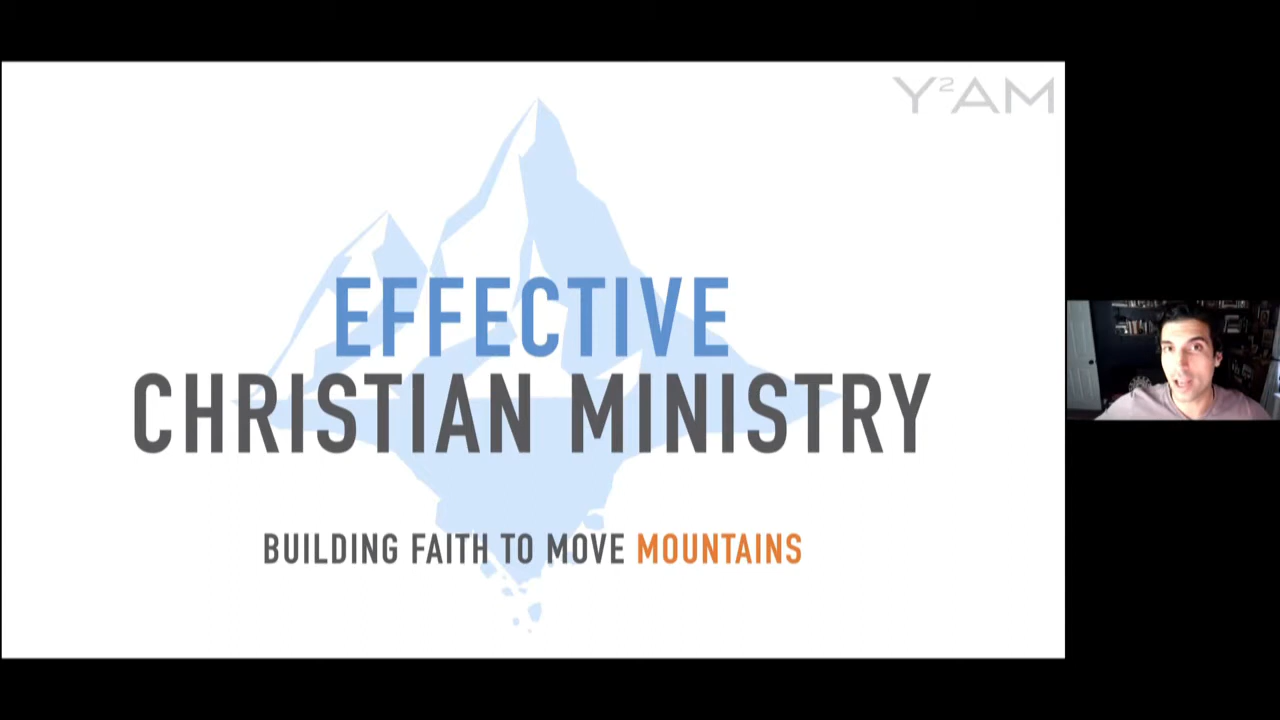 Y²AM
EFFECTIVE
CHRISTIAN MINISTRY
BUILDING FAITH TO MOVE MOUNTAINS